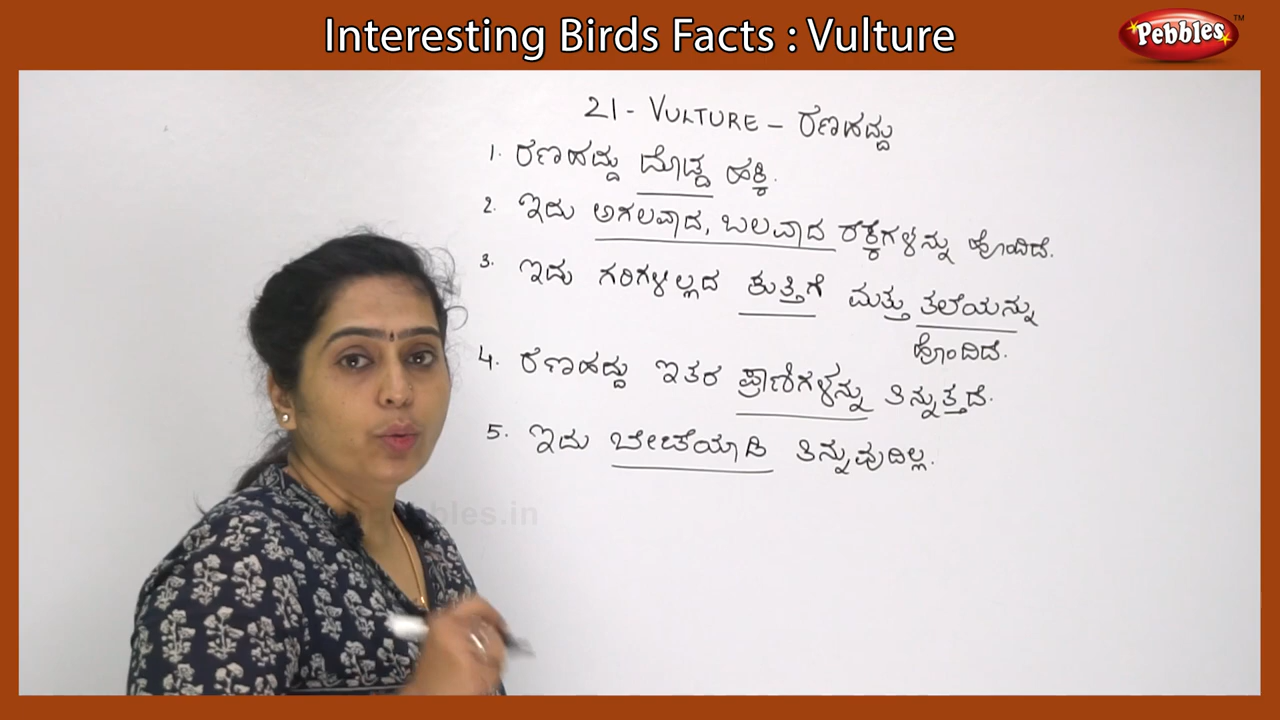 Interesting Birds Facts : Vulture
Pebbles TM
21 - VULTURE – ರಣಹದ್ದು
1. ರಣಹದ್ದು ದೊಡ್ಡ ಹಕ್ಕಿ.
2. ಇದು ಅಗಲವಾದ, ಬಲವಾದ ರೆಕ್ಕೆಗಳನ್ನು ಹೊಂದಿದೆ.
3. ಇದು ಗರಿಗಳಿಲ್ಲದ ಕುತ್ತಿಗೆ ಮತ್ತು ತಲೆಯನ್ನು
ಹೊಂದಿದೆ.
4. ರಣಹದ್ದು ಇತರ ಪ್ರಾಣಿಗಳನ್ನು ತಿನ್ನುತ್ತದೆ.
5. ಇದು ಬೇಟೆಯಾಡಿ ತಿನ್ನುವುದಿಲ್ಲ.